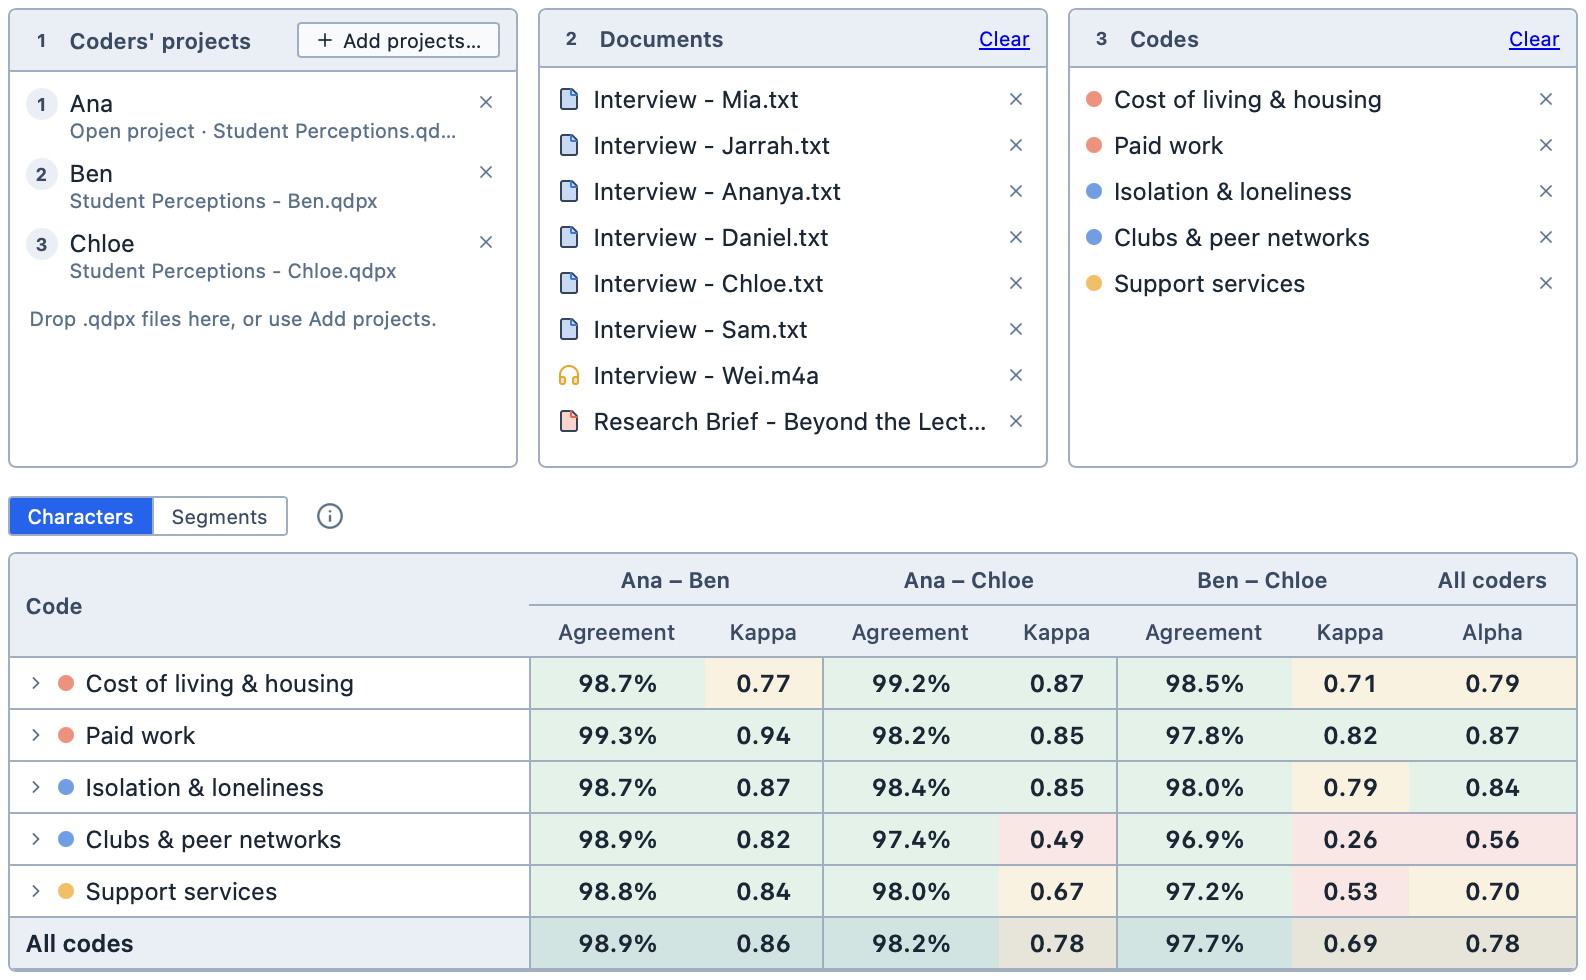 1 Coders' projects + Add projects...
1 Ana
Open project · Student Perceptions.qd...
2 Ben
Student Perceptions - Ben.qdpx
3 Chloe
Student Perceptions - Chloe.qdpx
Drop .qdpx files here, or use Add projects.
2 Documents Clear
Interview - Mia.txt
Interview - Jarrah.txt
Interview - Ananya.txt
Interview - Daniel.txt
Interview - Chloe.txt
Interview - Sam.txt
Interview - Wei.m4a
Research Brief - Beyond the Lect...
3 Codes Clear
Cost of living & housing
Paid work
Isolation & loneliness
Clubs & peer networks
Support services
Characters Segments
Code Ana – Ben Ana – Chloe Ben – Chloe All coders
Agreement Kappa Agreement Kappa Agreement Kappa Alpha
Cost of living & housing 98.7% 0.77 99.2% 0.87 98.5% 0.71 0.79
Paid work 99.3% 0.94 98.2% 0.85 97.8% 0.82 0.87
Isolation & loneliness 98.7% 0.87 98.4% 0.85 98.0% 0.79 0.84
Clubs & peer networks 98.9% 0.82 97.4% 0.49 96.9% 0.26 0.56
Support services 98.8% 0.84 98.0% 0.67 97.2% 0.53 0.70
All codes 98.9% 0.86 98.2% 0.78 97.7% 0.69 0.78